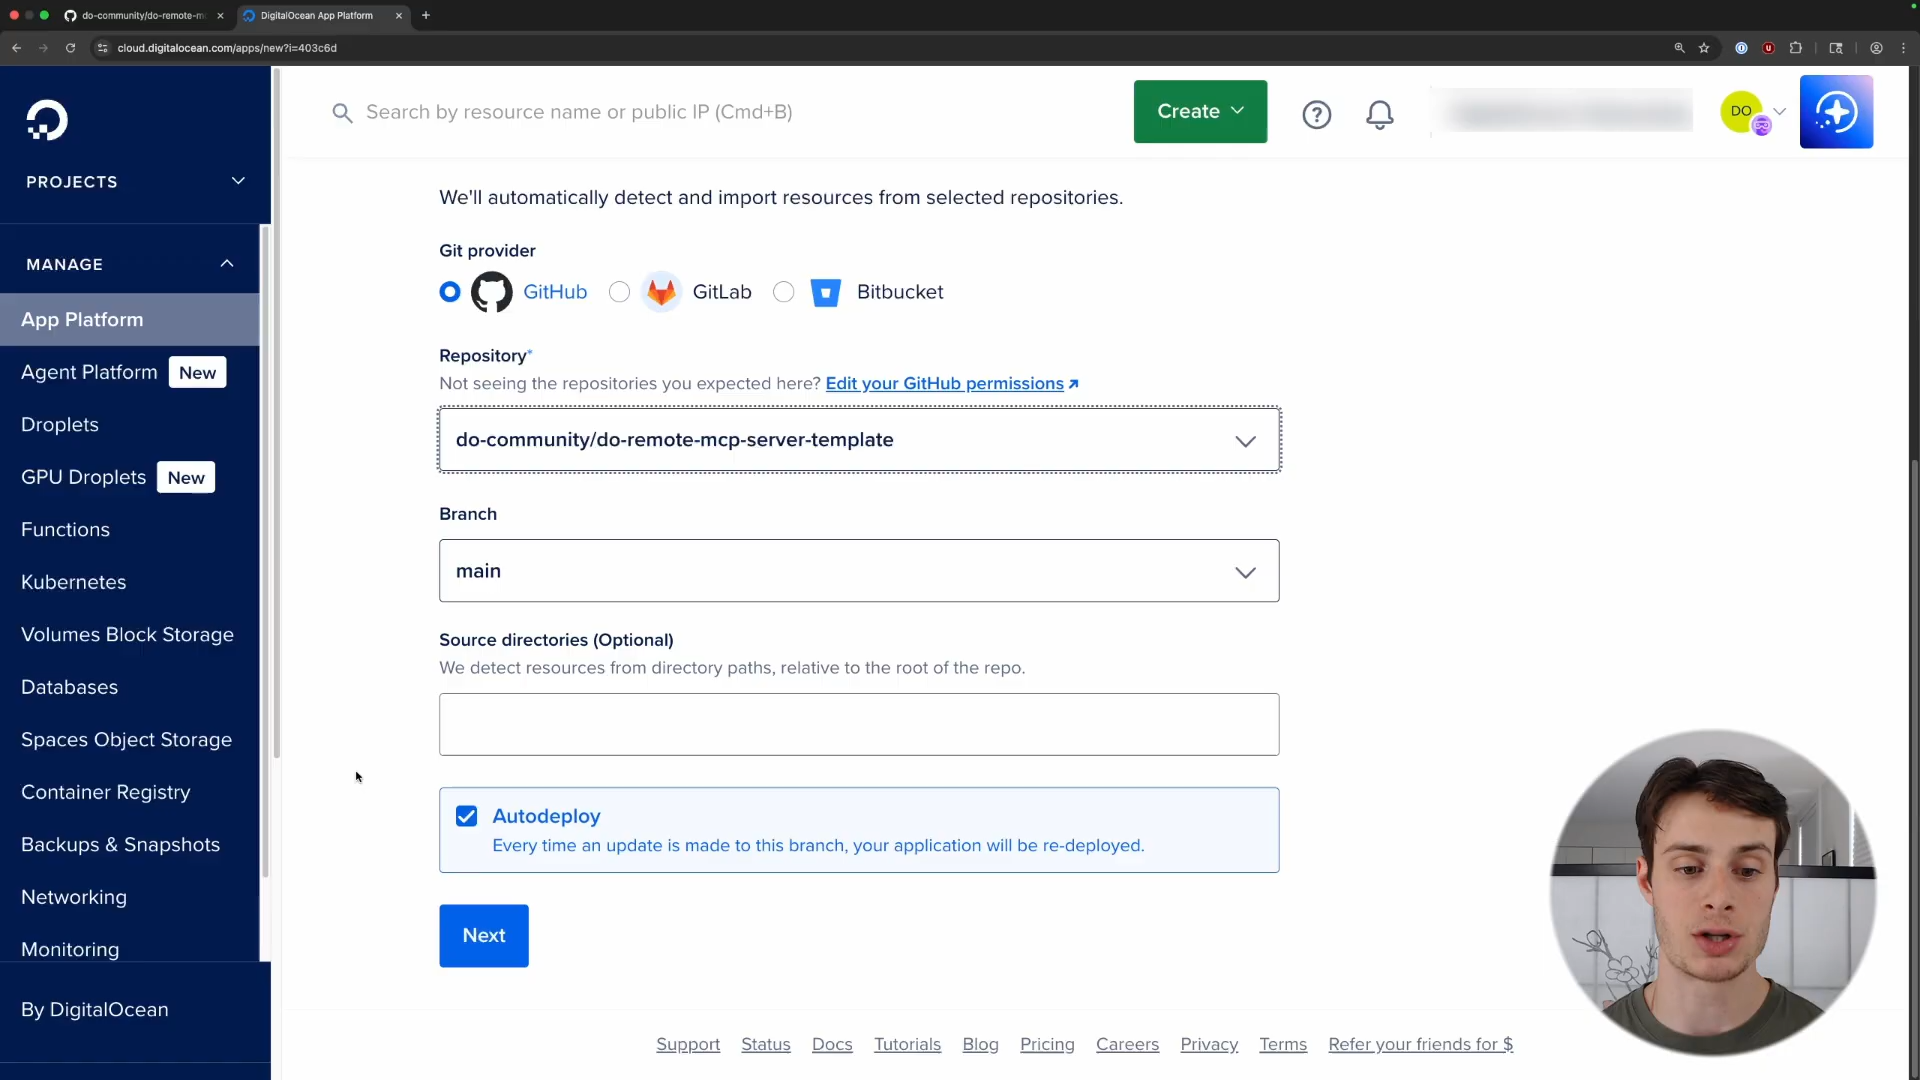 do-community/do-remote-m
DigitalOcean App Platform
cloud.digitalocean.com/apps/new?i=403c6d
Search by resource name or public IP (Cmd+B)
Create
DO
PROJECTS
MANAGE
App Platform
Agent Platform New
Droplets
GPU Droplets New
Functions
Kubernetes
Volumes Block Storage
Databases
Spaces Object Storage
Container Registry
Backups & Snapshots
Networking
Monitoring
By DigitalOcean
We'll automatically detect and import resources from selected repositories.
Git provider
GitHub GitLab Bitbucket
Repository*
Not seeing the repositories you expected here? Edit your GitHub permissions
do-community/do-remote-mcp-server-template
Branch
main
Source directories (Optional)
We detect resources from directory paths, relative to the root of the repo.
Autodeploy
Every time an update is made to this branch, your application will be re-deployed.
Next
Support Status Docs Tutorials Blog Pricing Careers Privacy Terms Refer your friends for $